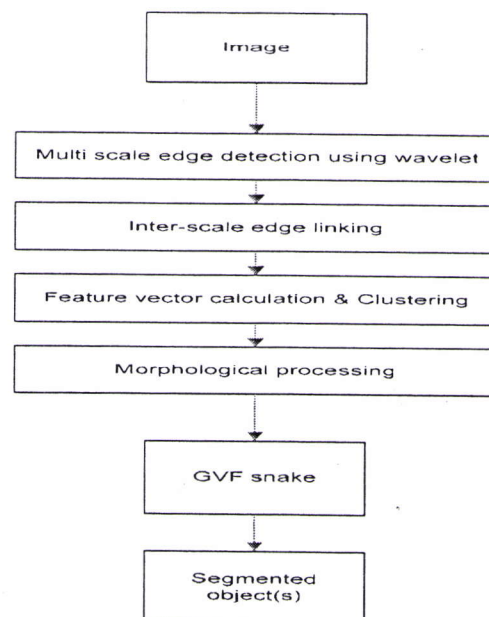 Image
Multi scale edge detection using wavelet
Inter-scale edge linking
Feature vector calculation & Clustering
Morphological processing
GVF snake
Segmented
object(s)